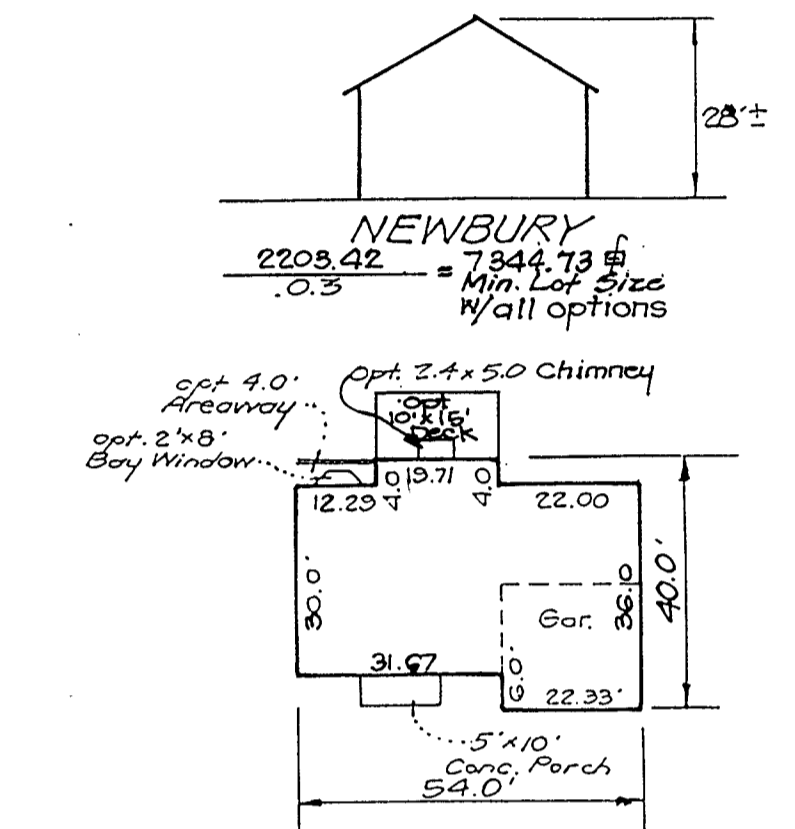 28'±
NEWBURY
2203.42
.0.3
= 7344.73
Min. Lot Size
W/all options
opt. 2.4 x 5.0 Chimney
opt 4.0'
Areaway
opt
10' x 15'
Deck
opt. 2'x8'
Bay Window
4.0
19.71
4.0
12.29
22.00
30.0'
Gar.
36.0
40.0'
31.67
6.0'
22.33'
5'x10'
Conc. Porch
54.0'